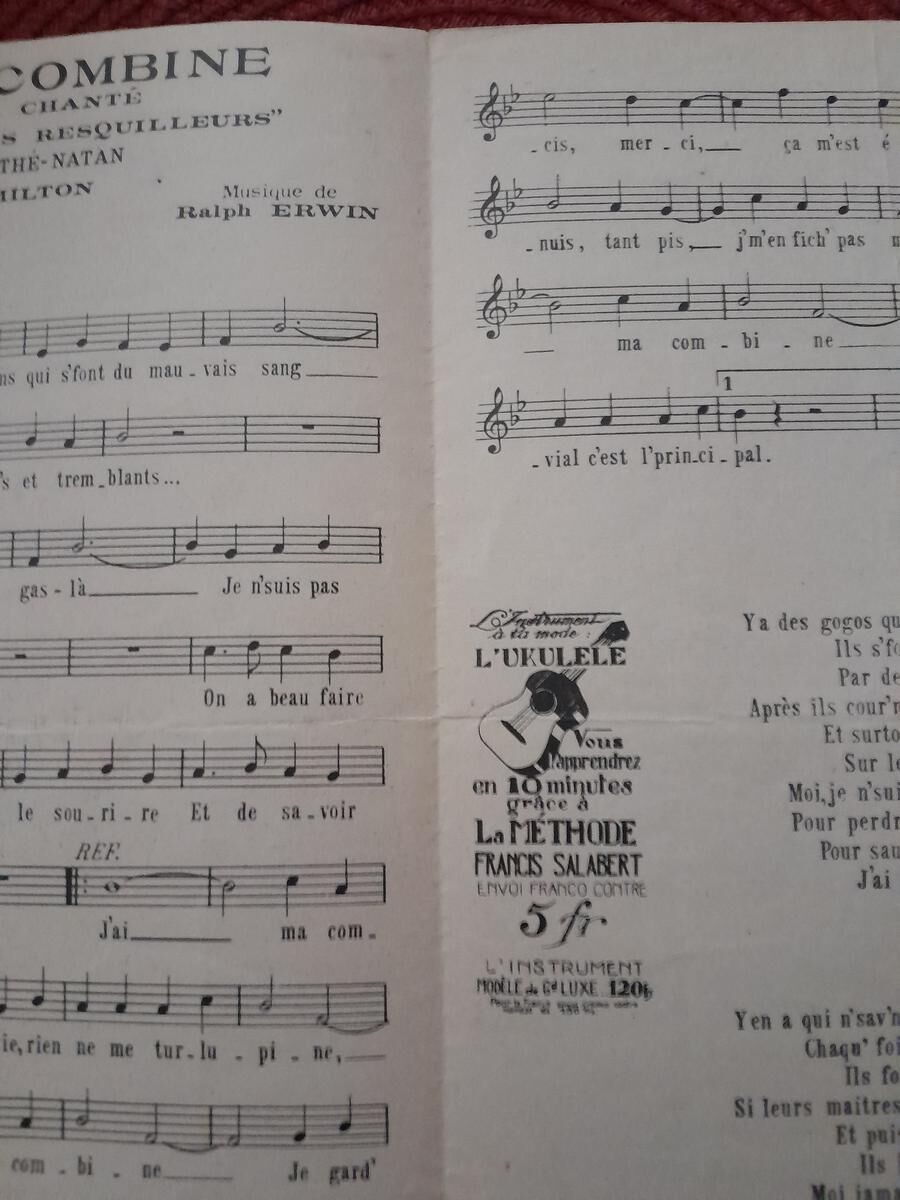 COMBINE
CHANTÉ
S RESQUILLEURS"
THÉ-NATAN
MILTON
Musique de
Ralph ERWIN
ns qui s'font du mau - vais sang
's et trem - blants...
gas - là Je n'suis pas
On a beau faire
le sou - ri - re Et de sa - voir
REF.
J'ai ma com -
ie, rien ne me tur - lu - pi - ne,
com - bi - ne Je gard'
- cis, mer - ci, ça m'est é
- nuis, tant pis, j'm'en fich' pas
ma com - bi - ne
1
- vial c'est l'prin - ci - pal.
L'Instrument
à la mode :
L'UKULELE
Vous
l'apprendrez
en 10 minutes
grâce à
La MÉTHODE
FRANCIS SALABERT
ENVOI FRANCO CONTRE
5 fr
L'INSTRUMENT
MODÈLE de Gd LUXE 120f
Ya des gogos qu
Ils s'fo
Par de
Après ils cour'n
Et surto
Sur le
Moi, je n'sui
Pour perdr
Pour sau
J'ai
Yen a qui n'sav'n
Chaqu' foi
Ils fo
Si leurs maitres
Et pui
Ils
Moi jama